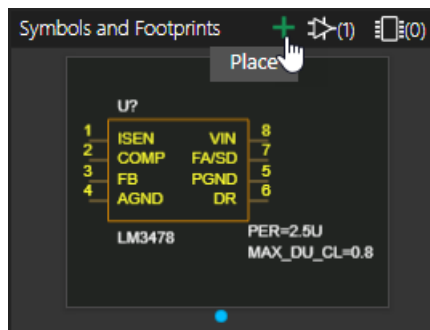 Symbols and Footprints (1) (0)
Place
U?
1 ISEN VIN 8
2 COMP FA/SD 7
3 FB PGND 5
4 AGND DR 6
LM3478 PER=2.5U
MAX_DU_CL=0.8